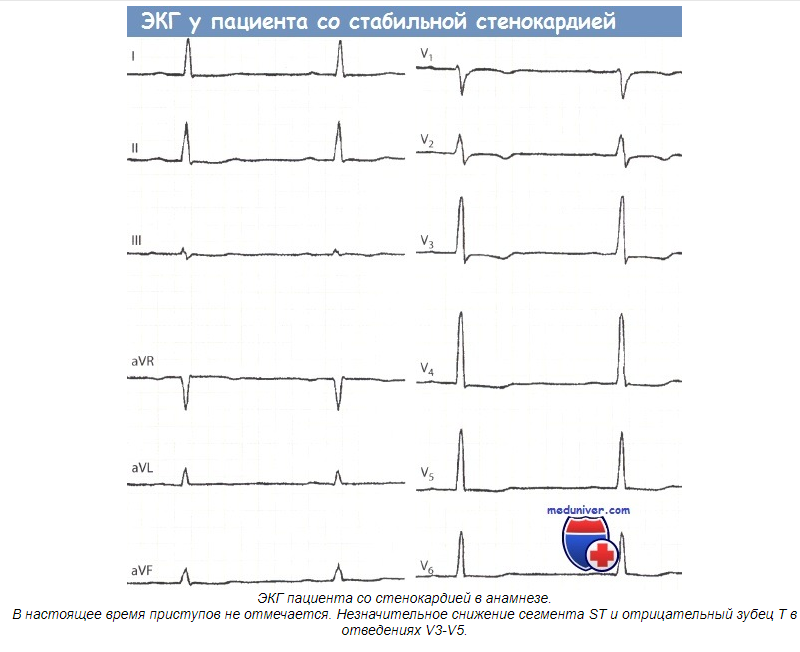 ЭКГ у пациента со стабильной стенокардией
I
II
III
aVR
aVL
aVF
V1
V2
V3
V4
V5
V6
meduniver.com
ЭКГ пациента со стенокардией в анамнезе.
В настоящее время приступов не отмечается. Незначительное снижение сегмента ST и отрицательный зубец T в
отведениях V3-V5.